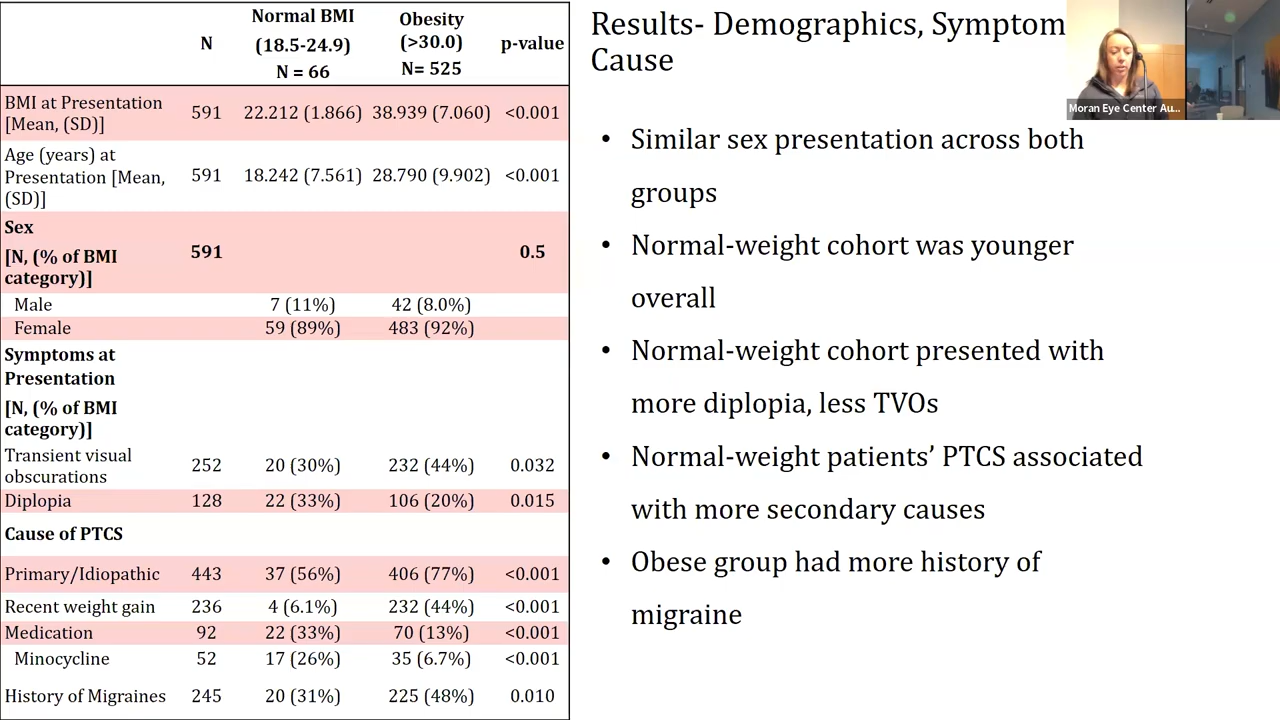 N Normal BMI (18.5-24.9) N = 66 Obesity (>30.0) N= 525 p-value
BMI at Presentation [Mean, (SD)] 591 22.212 (1.866) 38.939 (7.060) <0.001
Age (years) at Presentation [Mean, (SD)] 591 18.242 (7.561) 28.790 (9.902) <0.001
Sex
[N, (% of BMI category)] 591 0.5
Male 7 (11%) 42 (8.0%)
Female 59 (89%) 483 (92%)
Symptoms at Presentation
[N, (% of BMI category)]
Transient visual obscurations 252 20 (30%) 232 (44%) 0.032
Diplopia 128 22 (33%) 106 (20%) 0.015
Cause of PTCS
Primary/Idiopathic 443 37 (56%) 406 (77%) <0.001
Recent weight gain 236 4 (6.1%) 232 (44%) <0.001
Medication 92 22 (33%) 70 (13%) <0.001
Minocycline 52 17 (26%) 35 (6.7%) <0.001
History of Migraines 245 20 (31%) 225 (48%) 0.010
Results- Demographics, Symptom
Cause
• Similar sex presentation across both
groups
• Normal-weight cohort was younger
overall
• Normal-weight cohort presented with
more diplopia, less TVOs
• Normal-weight patients’ PTCS associated
with more secondary causes
• Obese group had more history of
migraine
Moran Eye Center Au...